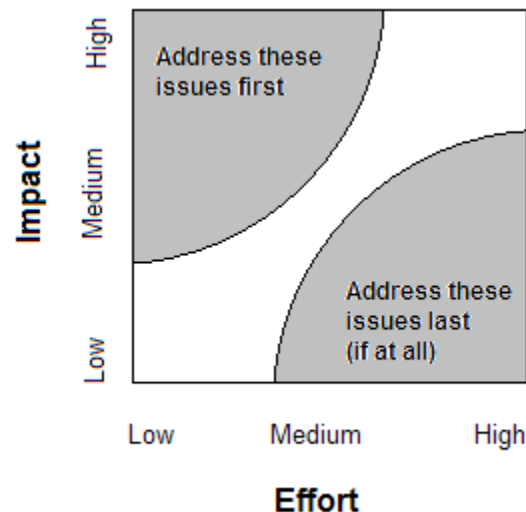 High
Address these
issues first
Impact
Medium
Address these
issues last
(if at all)
Low
Low Medium High
Effort